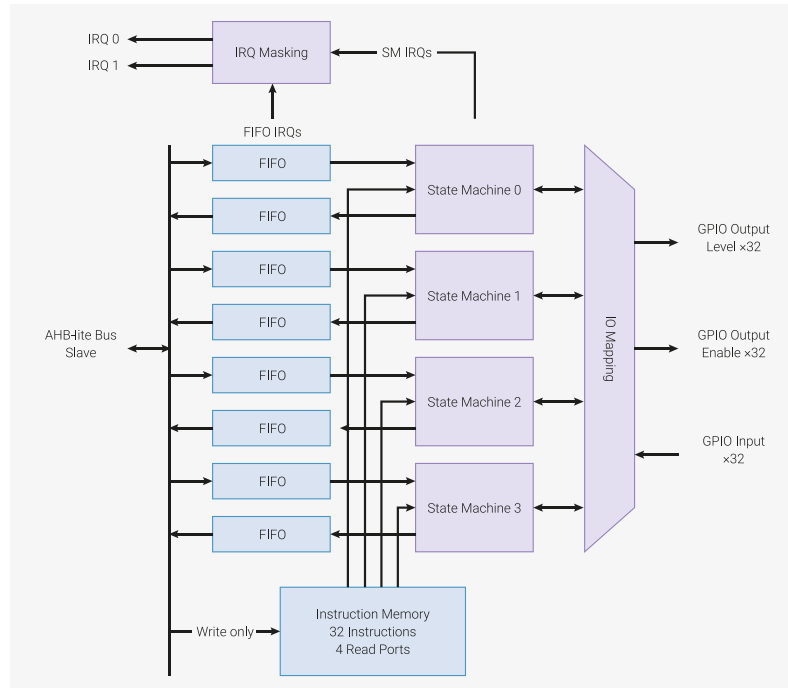 IRQ 0
IRQ 1
IRQ Masking
SM IRQs
FIFO IRQs
FIFO
FIFO
FIFO
FIFO
FIFO
FIFO
FIFO
FIFO
State Machine 0
State Machine 1
State Machine 2
State Machine 3
IO Mapping
GPIO Output
Level ×32
GPIO Output
Enable ×32
GPIO Input
×32
AHB-lite Bus
Slave
Write only
Instruction Memory
32 Instructions
4 Read Ports